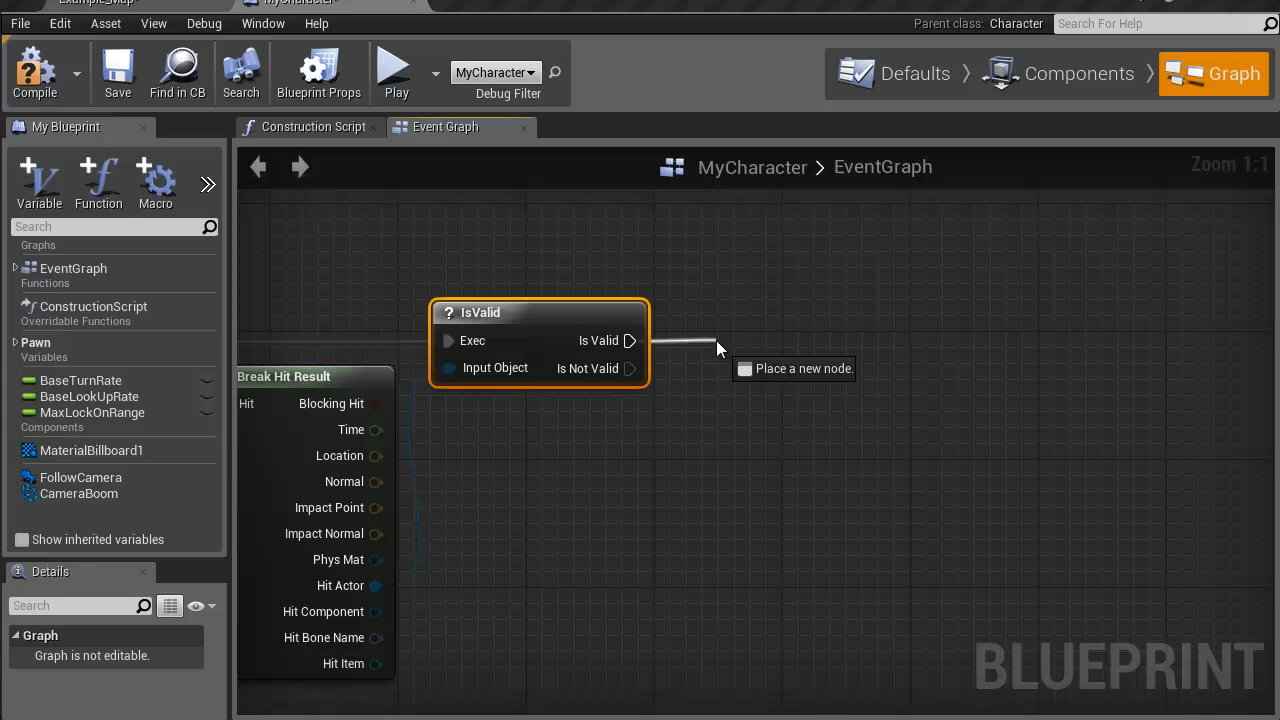 Example_Map
MyCharacter
File Edit Asset View Debug Window Help
Parent class: Character
Search For Help
Compile
Save
Find in CB
Search
Blueprint Props
Play
MyCharacter
Debug Filter
Defaults
Components
Graph
My Blueprint
Construction Script
Event Graph
Variable
Function
Macro
MyCharacter > EventGraph
Zoom 1:1
Search
Graphs
EventGraph
Functions
ConstructionScript
Overridable Functions
Pawn
Variables
BaseTurnRate
BaseLookUpRate
MaxLockOnRange
Components
MaterialBillboard1
FollowCamera
CameraBoom
Show inherited variables
Details
Search
Graph
Graph is not editable.
? IsValid
Exec
Is Valid
Input Object
Is Not Valid
Place a new node.
Break Hit Result
Hit
Blocking Hit
Time
Location
Normal
Impact Point
Impact Normal
Phys Mat
Hit Actor
Hit Component
Hit Bone Name
Hit Item
BLUEPRINT